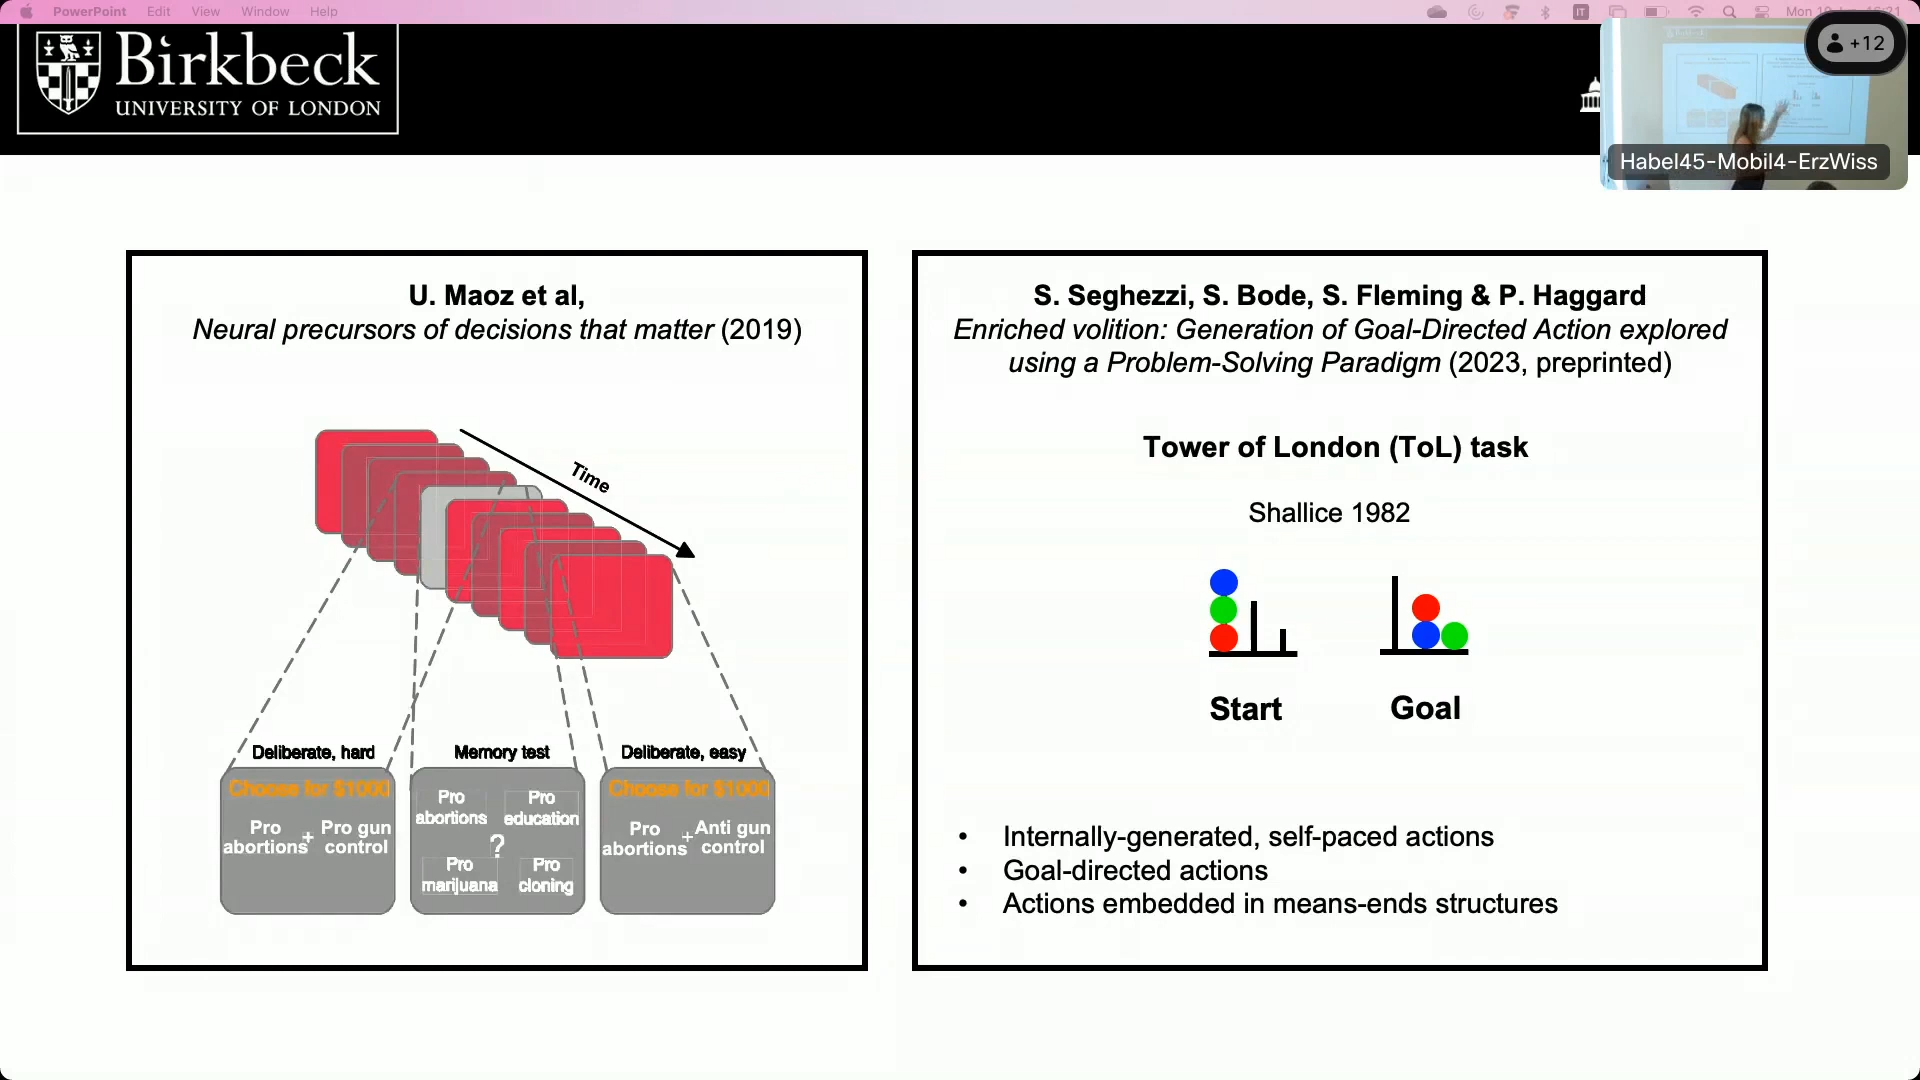 PowerPoint Edit View Window Help
IT
+12
Birkbeck
UNIVERSITY OF LONDON
Habel45-Mobil4-ErzWiss
U. Maoz et al,
Neural precursors of decisions that matter (2019)
Time
Deliberate, hard
Choose for $1000
Pro abortions + Pro gun control
Memory test
Pro abortions
Pro education
?
Pro marijuana
Pro cloning
Deliberate, easy
Choose for $1000
Pro abortions + Anti gun control
S. Seghezzi, S. Bode, S. Fleming & P. Haggard
Enriched volition: Generation of Goal-Directed Action explored
using a Problem-Solving Paradigm (2023, preprinted)
Tower of London (ToL) task
Shallice 1982
Start
Goal
• Internally-generated, self-paced actions
• Goal-directed actions
• Actions embedded in means-ends structures